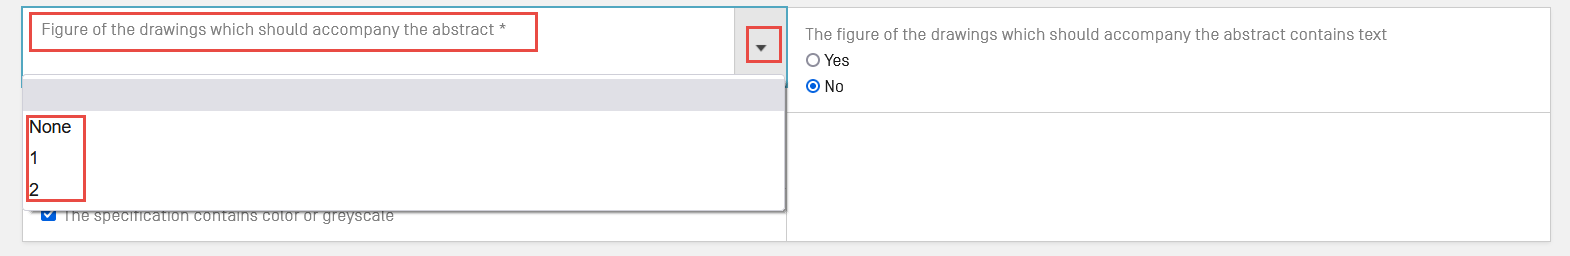 Figure of the drawings which should accompany the abstract *
The figure of the drawings which should accompany the abstract contains text
Yes
No
None
1
2
The specification contains color or greyscale